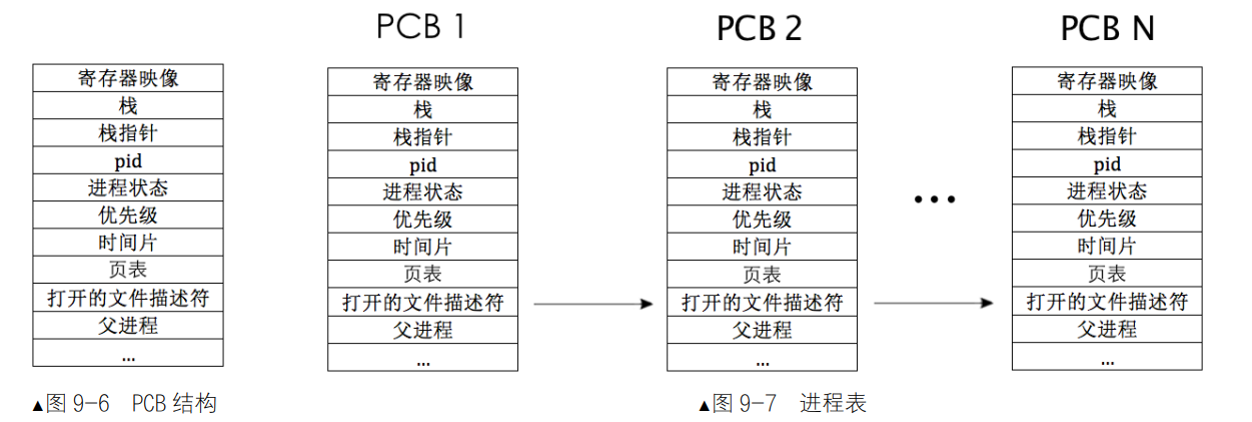 寄存器映像
栈
栈指针
pid
进程状态
优先级
时间片
页表
打开的文件描述符
父进程
...
▲图 9-6 PCB 结构
PCB 1
寄存器映像
栈
栈指针
pid
进程状态
优先级
时间片
页表
打开的文件描述符
父进程
...
PCB 2
寄存器映像
栈
栈指针
pid
进程状态
优先级
时间片
页表
打开的文件描述符
父进程
...
•••
PCB N
寄存器映像
栈
栈指针
pid
进程状态
优先级
时间片
页表
打开的文件描述符
父进程
...
▲图 9-7 进程表